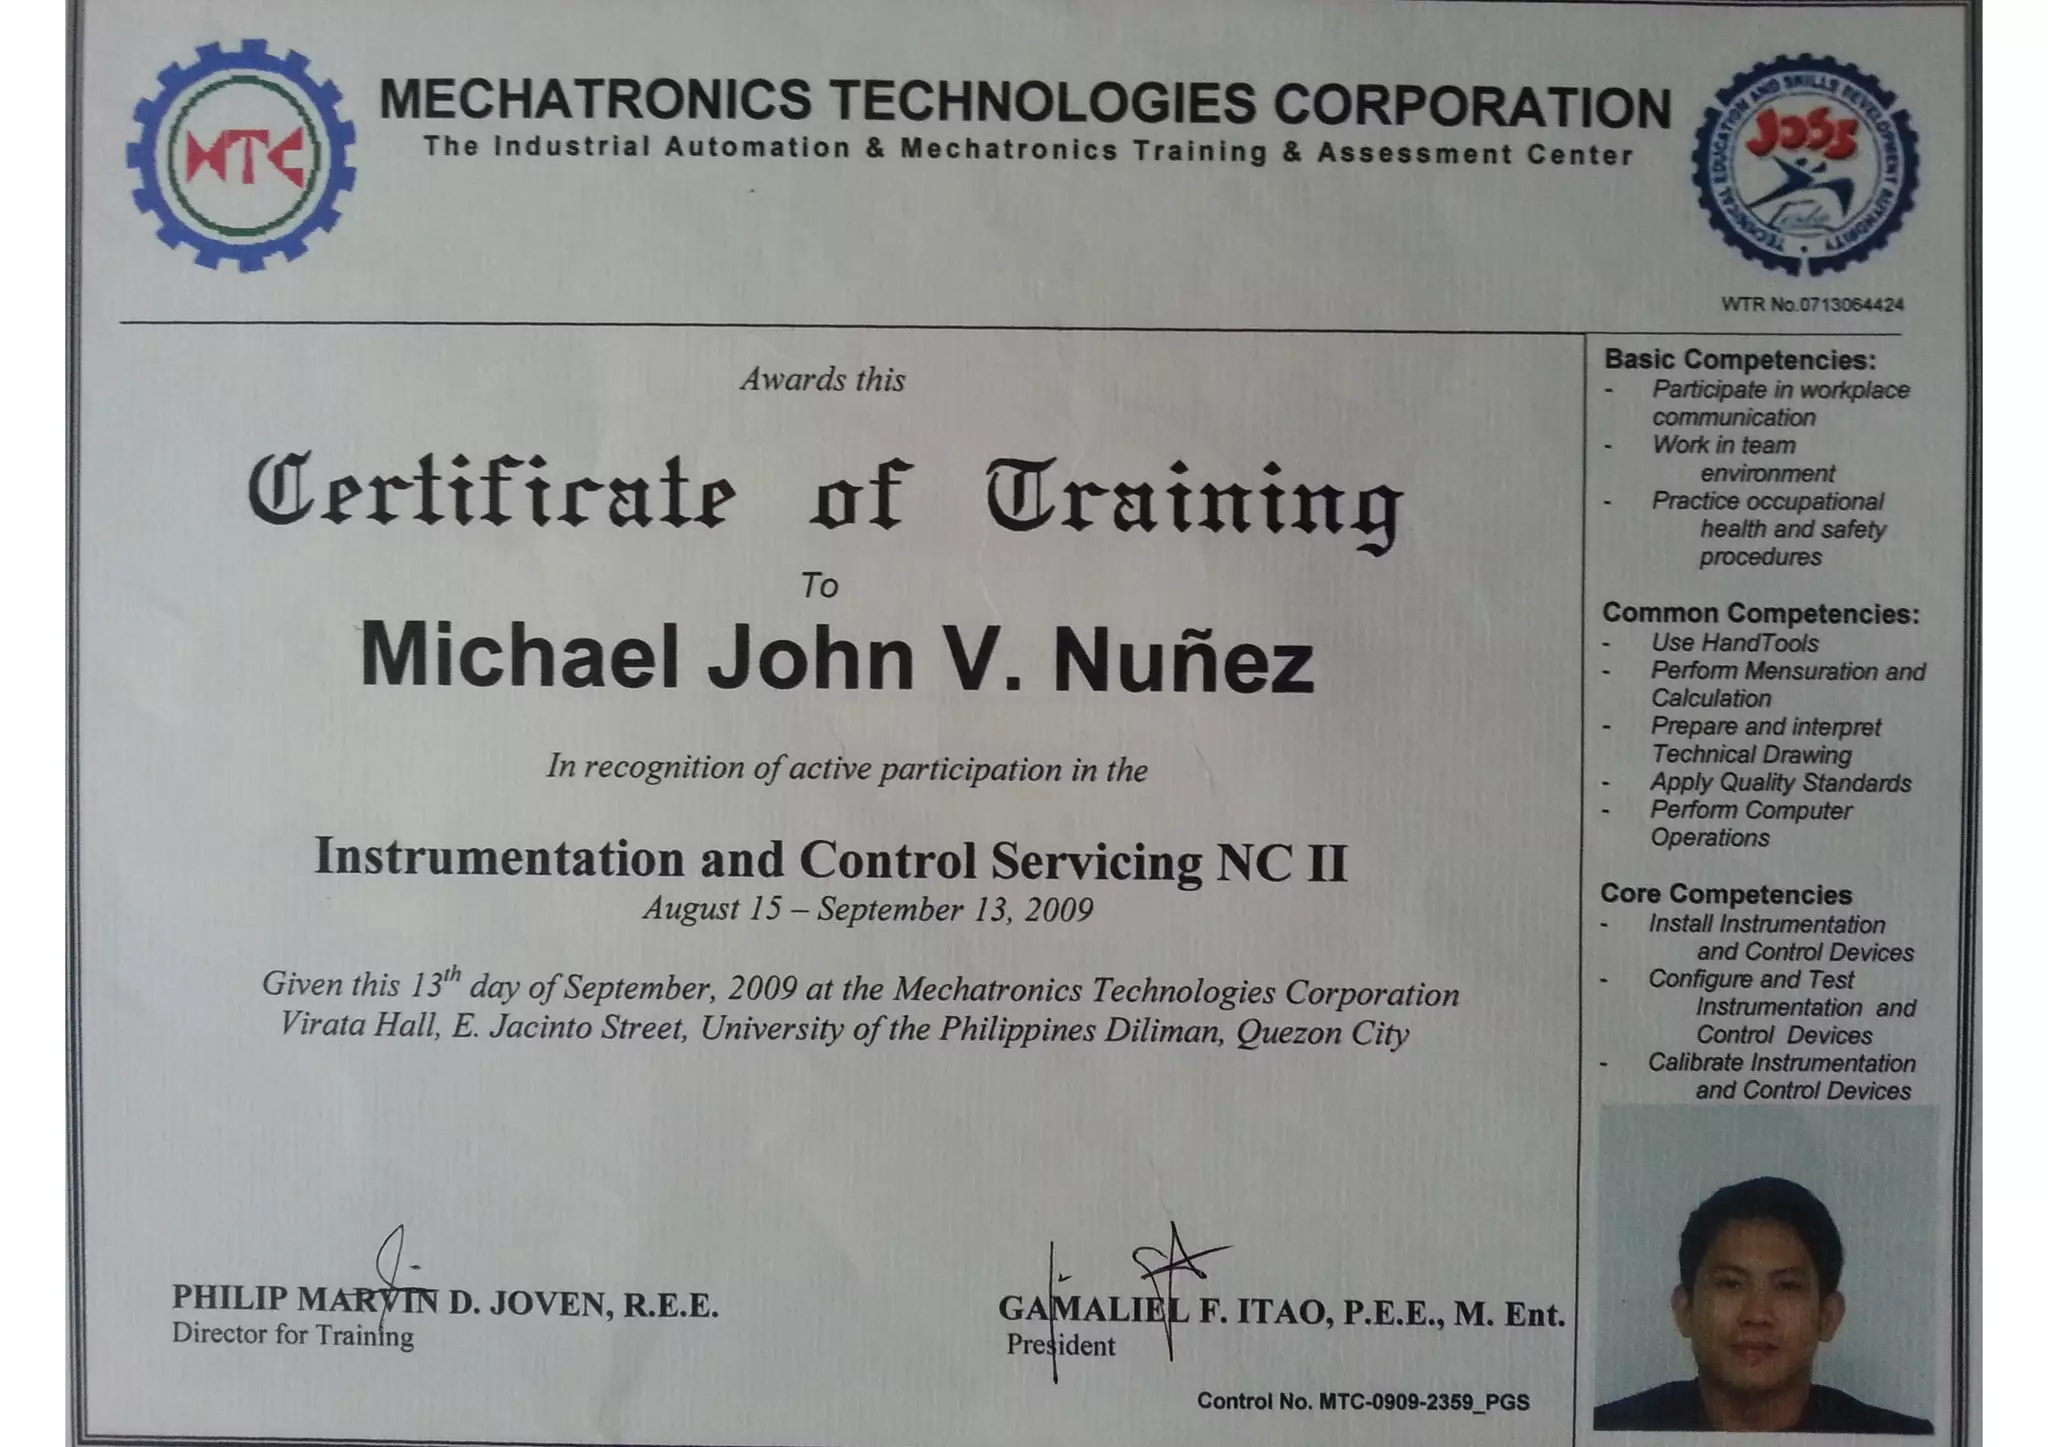 MTC
MECHATRONICS TECHNOLOGIES CORPORATION
The Industrial Automation & Mechatronics Training & Assessment Center
TECHNICAL EDUCATION AND SKILLS DEVELOPMENT AUTHORITY
WTR No.0713064424
Awards this
Certificate of Training
To
Michael John V. Nuñez
In recognition of active participation in the
Instrumentation and Control Servicing NC II
August 15 – September 13, 2009
Given this 13th day of September, 2009 at the Mechatronics Technologies Corporation
Virata Hall, E. Jacinto Street, University of the Philippines Diliman, Quezon City
PHILIP MARVIN D. JOVEN, R.E.E.
Director for Training
GAMALIEL F. ITAO, P.E.E., M. Ent.
President
Control No. MTC-0909-2359_PGS
Basic Competencies:
- Participate in workplace
communication
- Work in team
environment
- Practice occupational
health and safety
procedures
Common Competencies:
- Use HandTools
- Perform Mensuration and
Calculation
- Prepare and interpret
Technical Drawing
- Apply Quality Standards
- Perform Computer
Operations
Core Competencies
- Install Instrumentation
and Control Devices
- Configure and Test
Instrumentation and
Control Devices
- Calibrate Instrumentation
and Control Devices